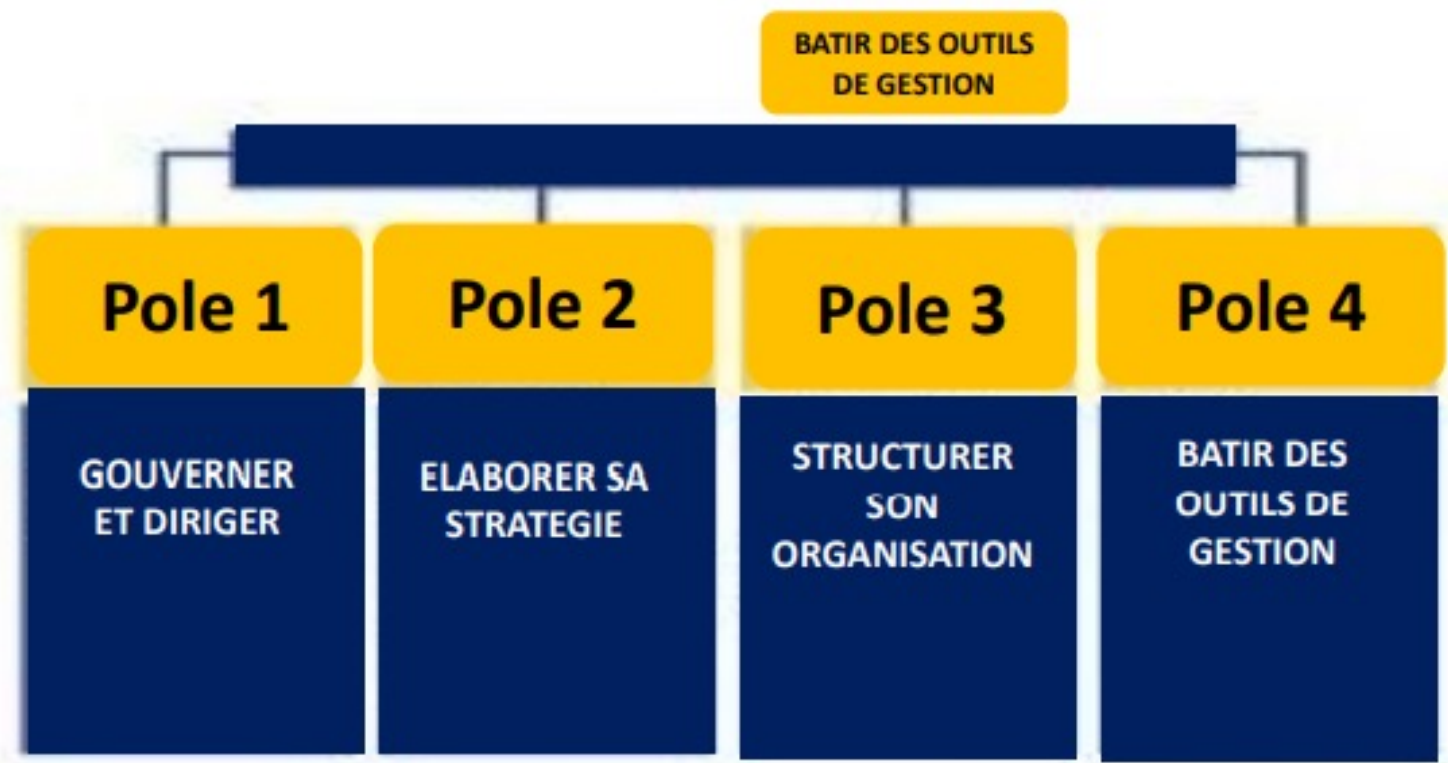 BATIR DES OUTILS
DE GESTION
Pole 1
Pole 2
Pole 3
Pole 4
GOUVERNER
ET DIRIGER
ELABORER SA
STRATEGIE
STRUCTURER
SON
ORGANISATION
BATIR DES
OUTILS DE
GESTION